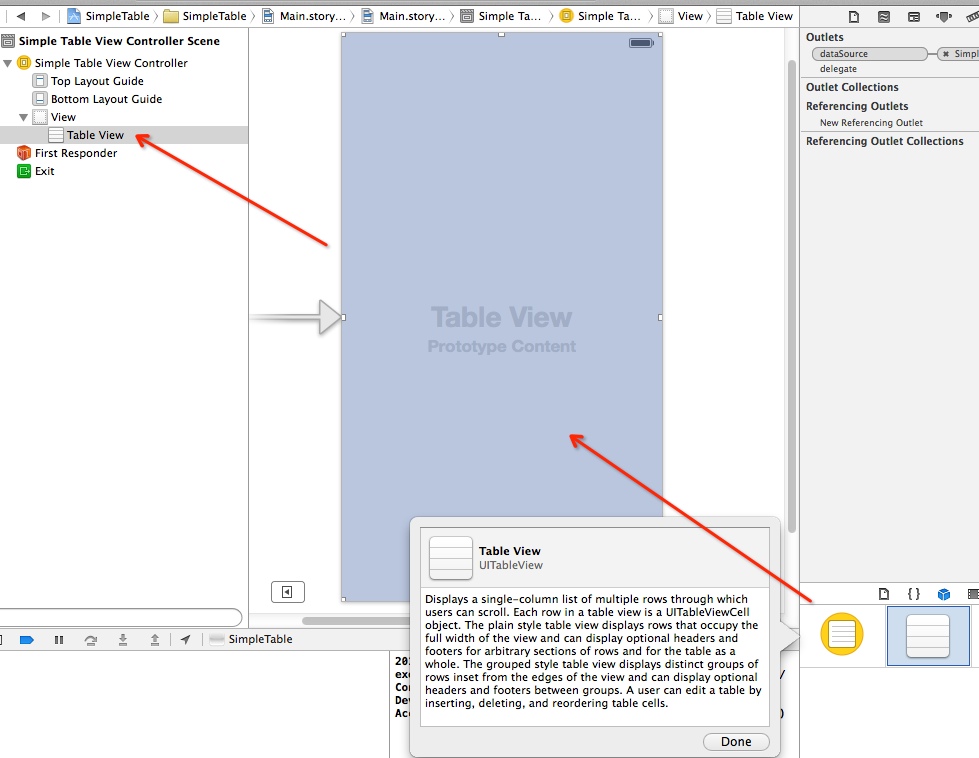 SimpleTable
SimpleTable
Main.story...
Main.story...
Simple Ta...
Simple Ta...
View
Table View
Simple Table View Controller Scene
Simple Table View Controller
Top Layout Guide
Bottom Layout Guide
View
Table View
First Responder
Exit
Table View
Prototype Content
Outlets
dataSource
Simpl
delegate
Outlet Collections
Referencing Outlets
New Referencing Outlet
Referencing Outlet Collections
Table View
UITableView
Displays a single-column list of multiple rows through which
users can scroll. Each row in a table view is a UITableViewCell
object. The plain style table view displays rows that occupy the
full width of the view and can display optional headers and
footers for arbitrary sections of rows and for the table as a
whole. The grouped style table view displays distinct groups of
rows inset from the edges of the view and can display optional
headers and footers between groups. A user can edit a table by
inserting, deleting, and reordering table cells.
Done
SimpleTable
20
exe
Co
De
Ac